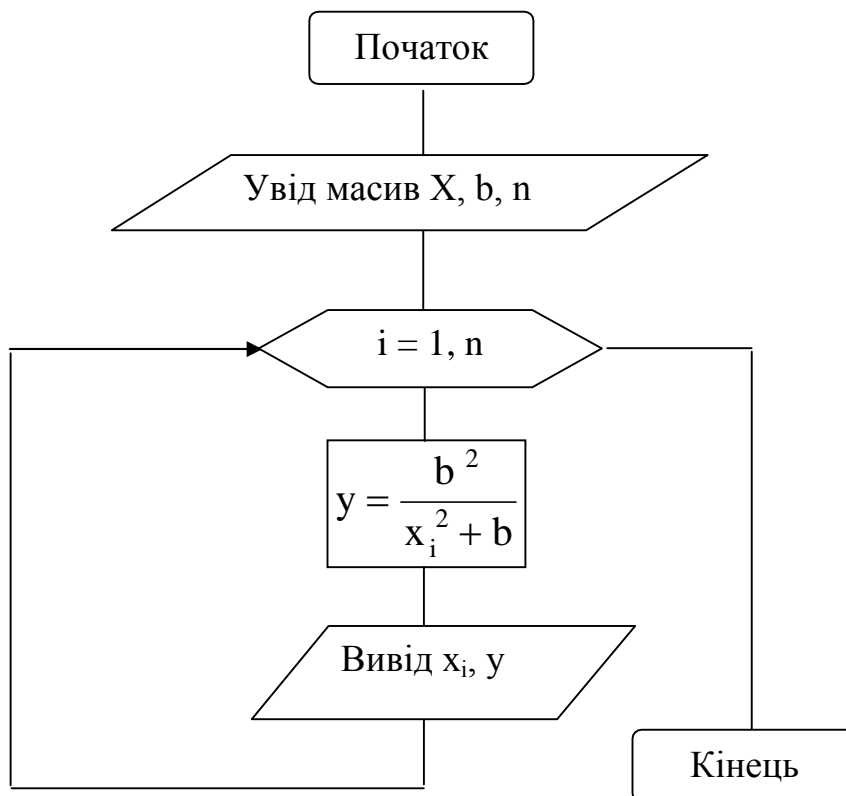 Початок
Увід масив X, b, n
i = 1, n
y = b² / (xᵢ² + b)
Вивід xᵢ, y
Кінець